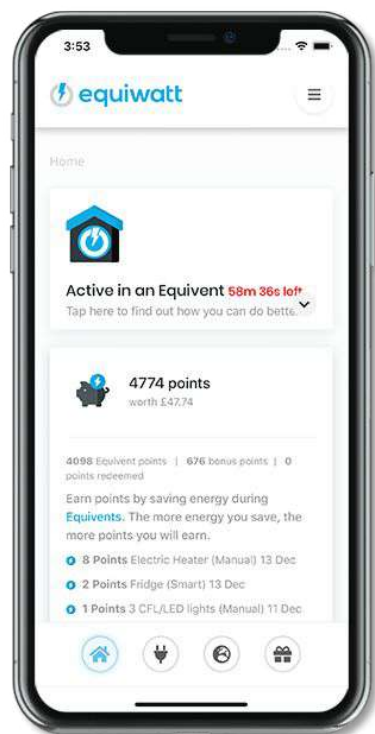 3:53
equiwatt
Home
Active in an Equivent 58m 36s left
Tap here to find out how you can do better
4774 points
worth £47.74
4098 Equivent points | 676 bonus points | 0
points redeemed
Earn points by saving energy during
Equivents. The more energy you save, the
more points you will earn.
8 Points Electric Heater (Manual) 13 Dec
2 Points Fridge (Smart) 13 Dec
1 Points 3 CFL/LED lights (Manual) 11 Dec